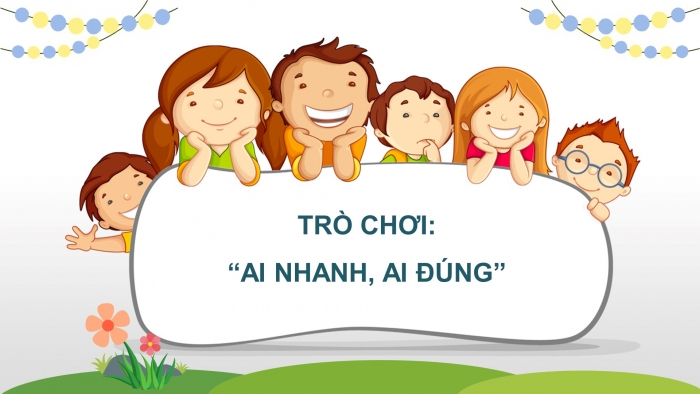 TRÒ CHƠI:
“AI NHANH, AI ĐÚNG”